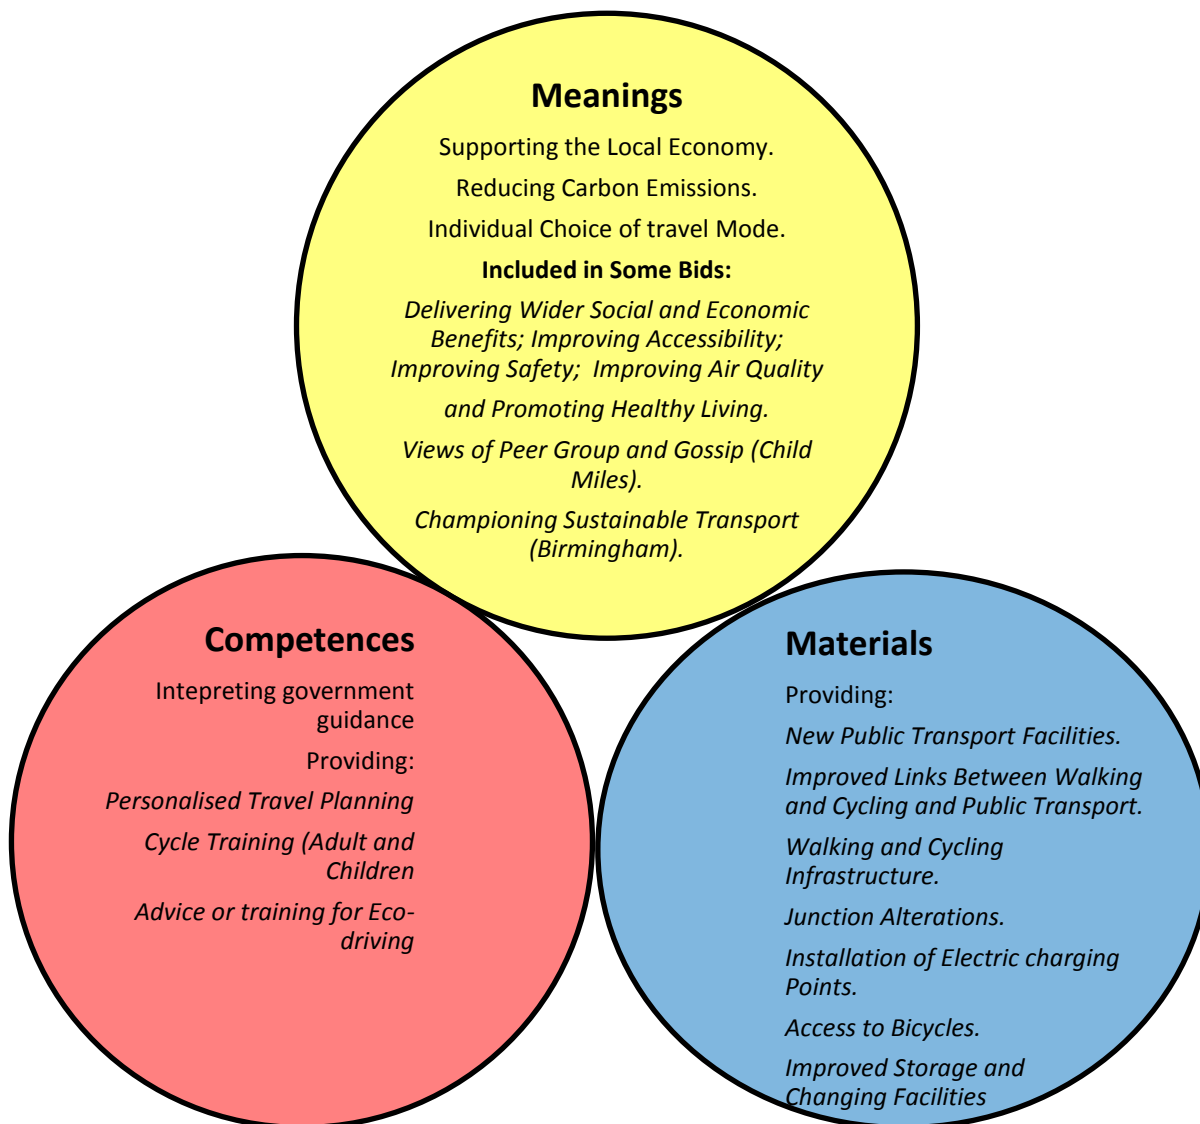 Meanings
Supporting the Local Economy.
Reducing Carbon Emissions.
Individual Choice of travel Mode.
Included in Some Bids:
Delivering Wider Social and Economic
Benefits; Improving Accessibility;
Improving Safety;  Improving Air Quality
and Promoting Healthy Living.
Views of Peer Group and Gossip (Child
Miles).
Championing Sustainable Transport
(Birmingham).
Competences
Intepreting government
guidance
Providing:
Personalised Travel Planning
Cycle Training (Adult and
Children
Advice or training for Eco-
driving
Materials
Providing:
New Public Transport Facilities.
Improved Links Between Walking
and Cycling and Public Transport.
Walking and Cycling
Infrastructure.
Junction Alterations.
Installation of Electric charging
Points.
Access to Bicycles.
Improved Storage and
Changing Facilities